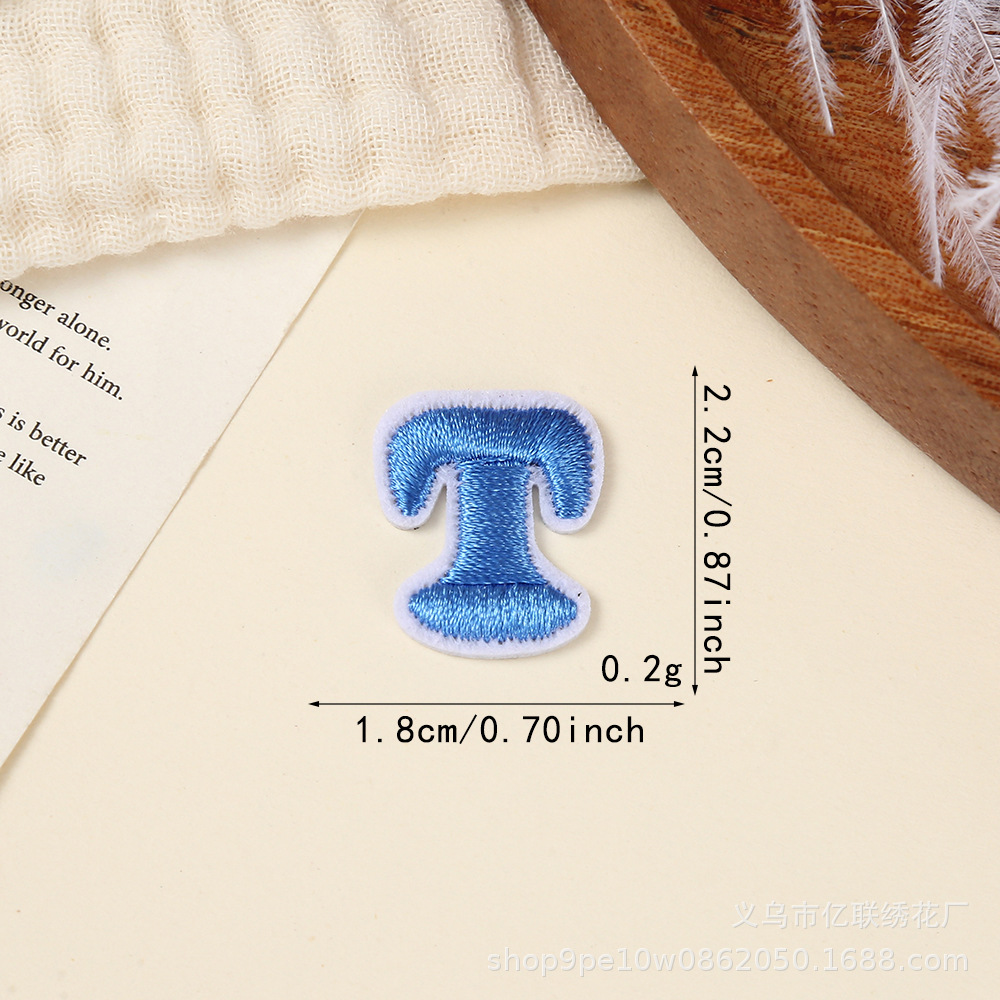 onger alone.
world for him.
s is better
e like
T
2.2cm/0.87inch
0.2g
1.8cm/0.70inch
义乌市亿联绣花厂
shop9pe10w0862050.1688.com